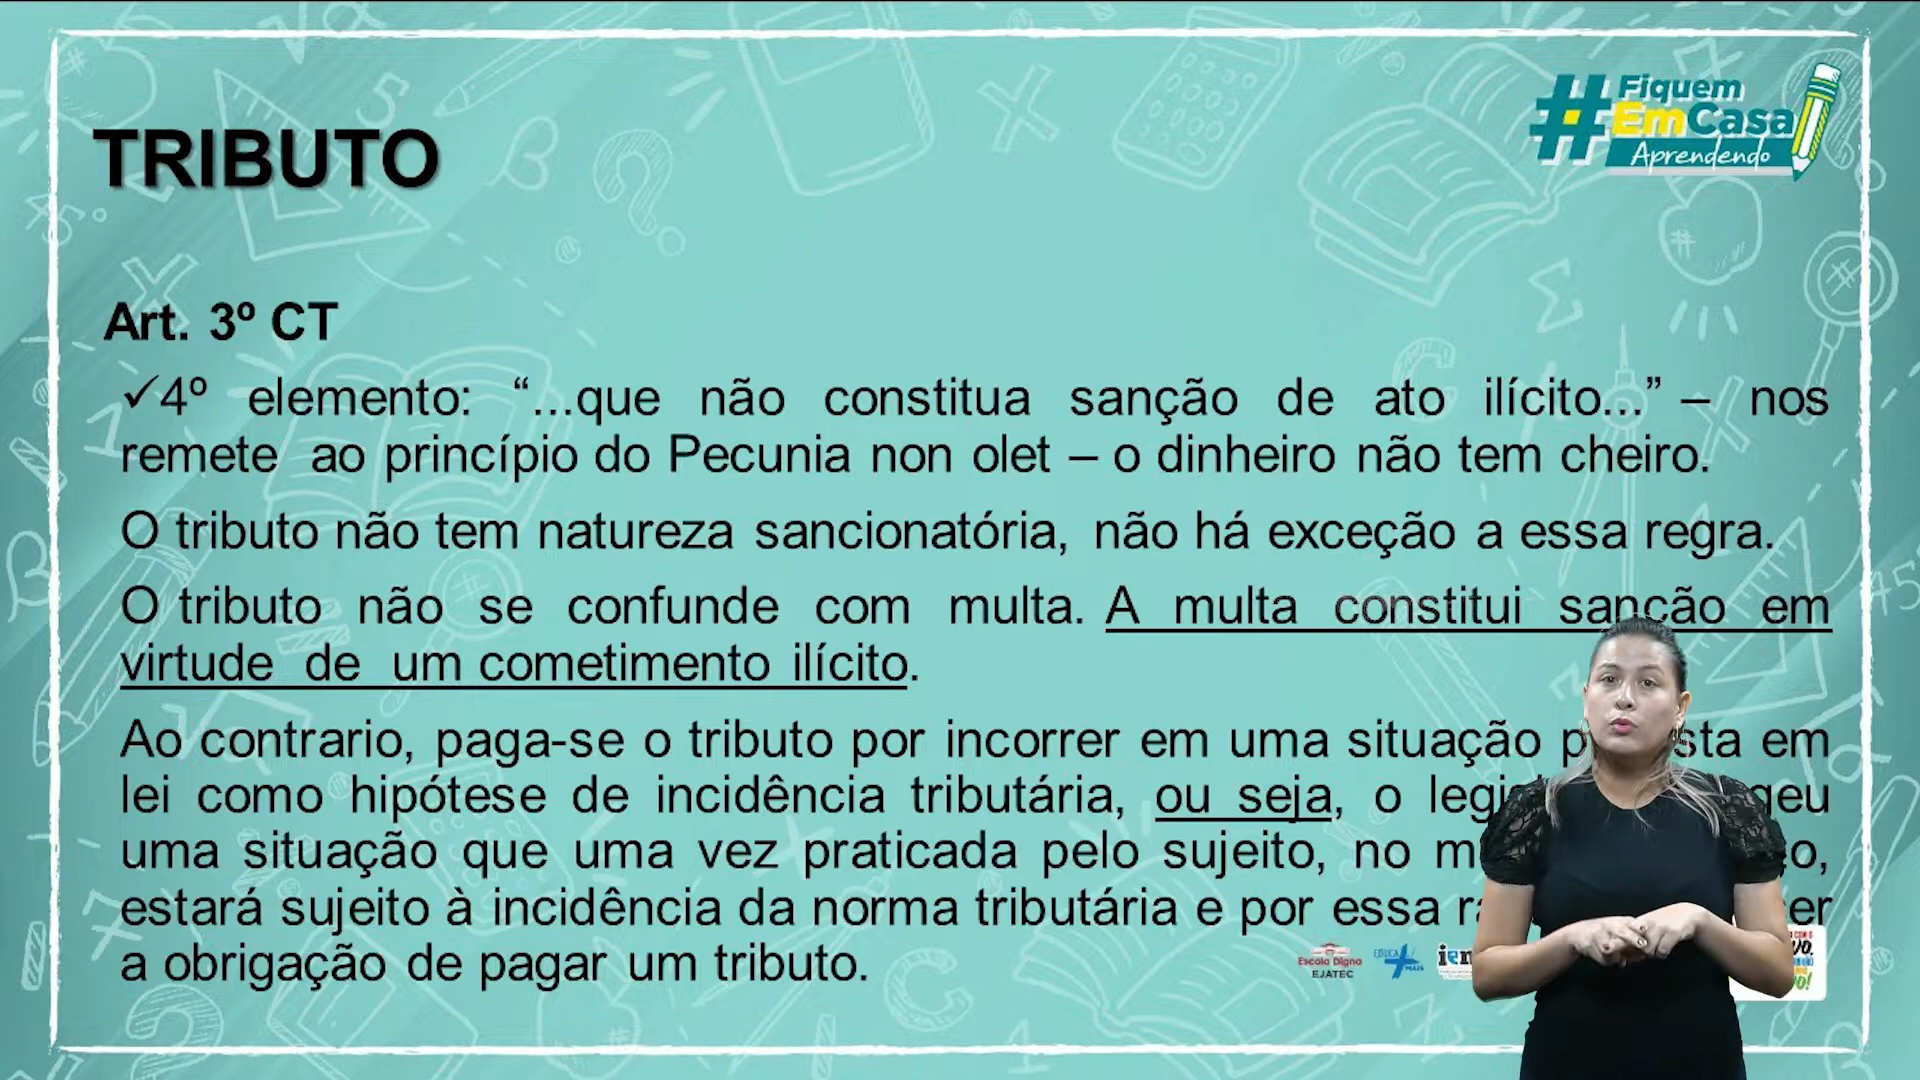 #Fiquem
EmCasa
Aprendendo
TRIBUTO
Art. 3º CT
✓4º elemento: “...que não constitua sanção de ato ilícito...” – nos
remete ao princípio do Pecunia non olet – o dinheiro não tem cheiro.
O tributo não tem natureza sancionatória, não há exceção a essa regra.
O tributo não se confunde com multa. A multa constitui sanção em
virtude de um cometimento ilícito.
Ao contrario, paga-se o tributo por incorrer em uma situação em
lei como hipótese de incidência tributária, ou seja, o
uma situação que uma vez praticada pelo sujeito, no
estará sujeito à incidência da norma tributária e por essa
a obrigação de pagar um tributo.
Escola Digna
EJATEC
EDUCA
MAIS